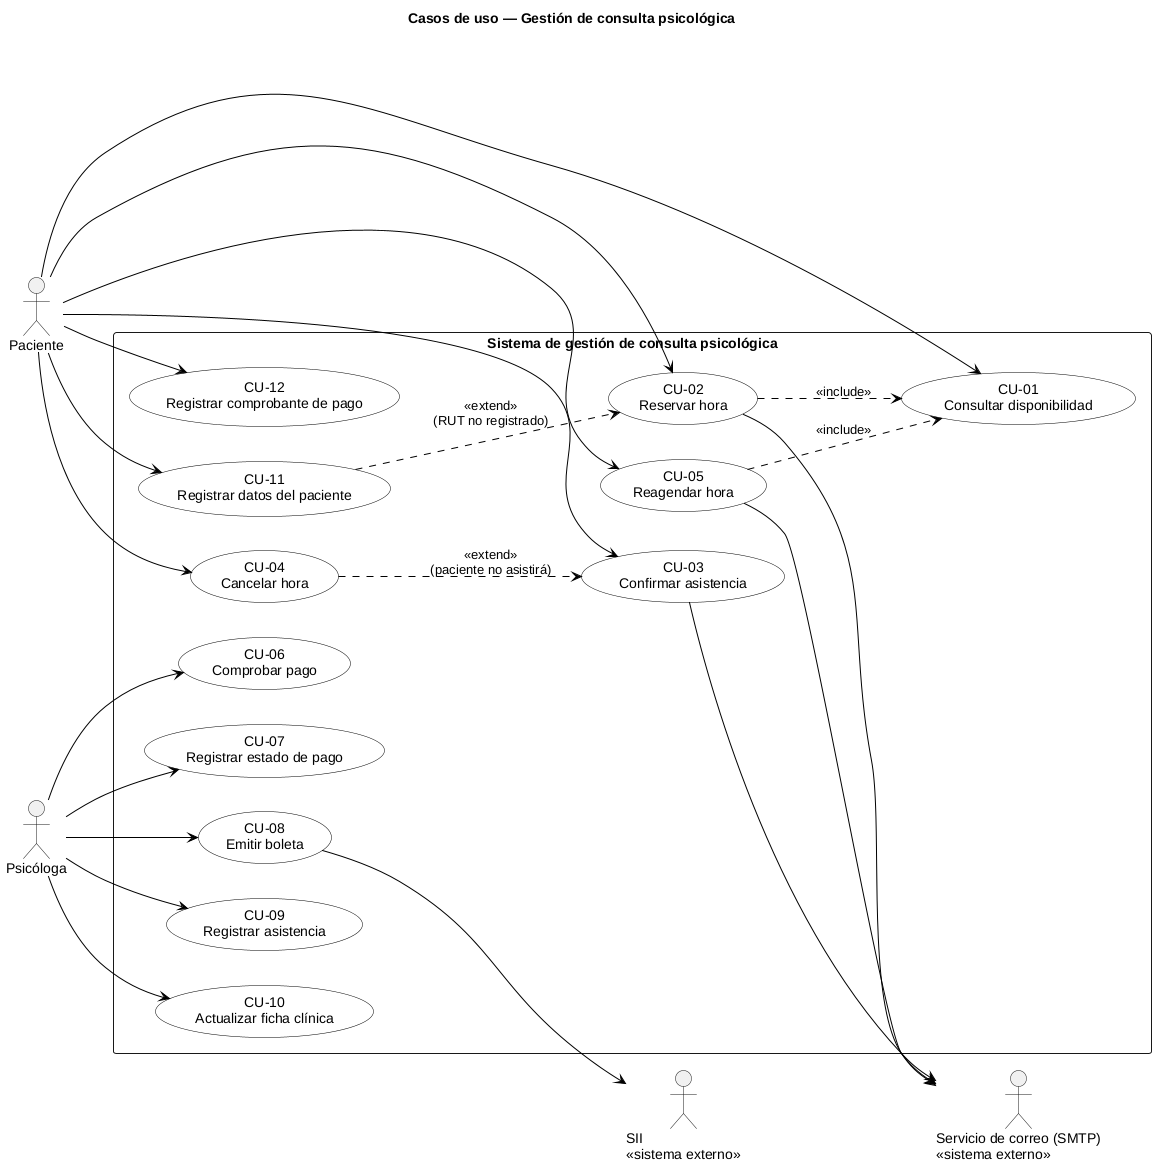 Casos de uso — Gestión de consulta psicológica
Paciente
Sistema de gestión de consulta psicológica
CU-12
Registrar comprobante de pago
«extend»
(RUT no registrado)
CU-02
Reservar hora
«include»
CU-01
Consultar disponibilidad
«include»
CU-11
Registrar datos del paciente
CU-05
Reagendar hora
CU-04
Cancelar hora
«extend»
(paciente no asistirá)
CU-03
Confirmar asistencia
CU-06
Comprobar pago
CU-07
Registrar estado de pago
Psicóloga
CU-08
Emitir boleta
CU-09
Registrar asistencia
CU-10
Actualizar ficha clínica
SII
«sistema externo»
Servicio de correo (SMTP)
«sistema externo»